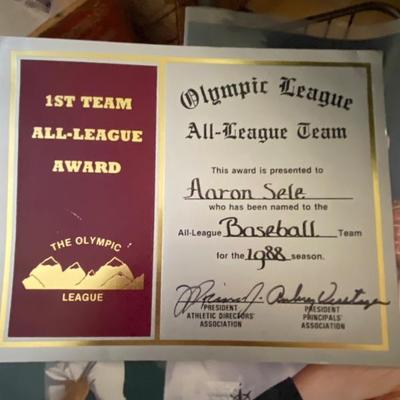 1ST TEAM
ALL-LEAGUE
AWARD
THE OLYMPIC
LEAGUE
Olympic League
All-League Team
This award is presented to
Aaron Sele
who has been named to the
All-League Baseball Team
for the 1988 season.
PRESIDENT
ATHLETIC DIRECTORS'
ASSOCIATION
PRESIDENT
PRINCIPALS'
ASSOCIATION